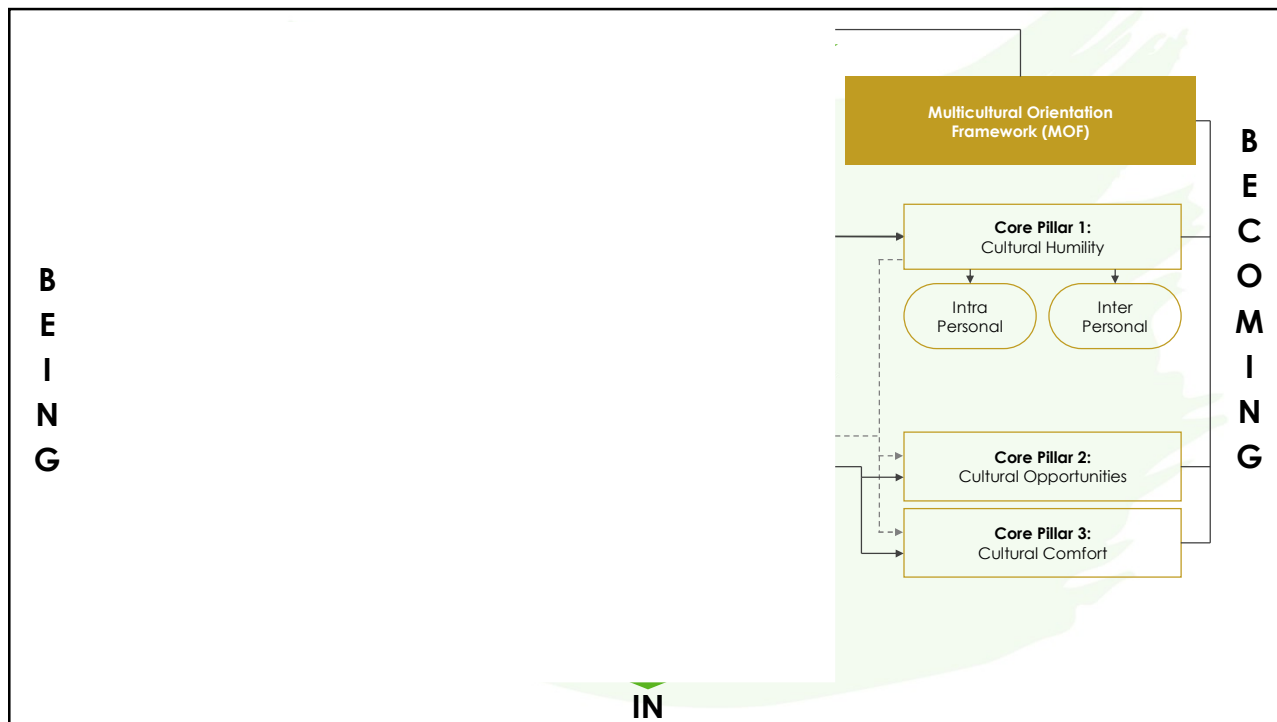 Multicultural Orientation
Framework (MOF)
Core Pillar 1:
Cultural Humility
Intra
Personal
Inter
Personal
Core Pillar 2:
Cultural Opportunities
Core Pillar 3:
Cultural Comfort
B
E
I
N
G
B
E
C
O
M
I
N
G
IN